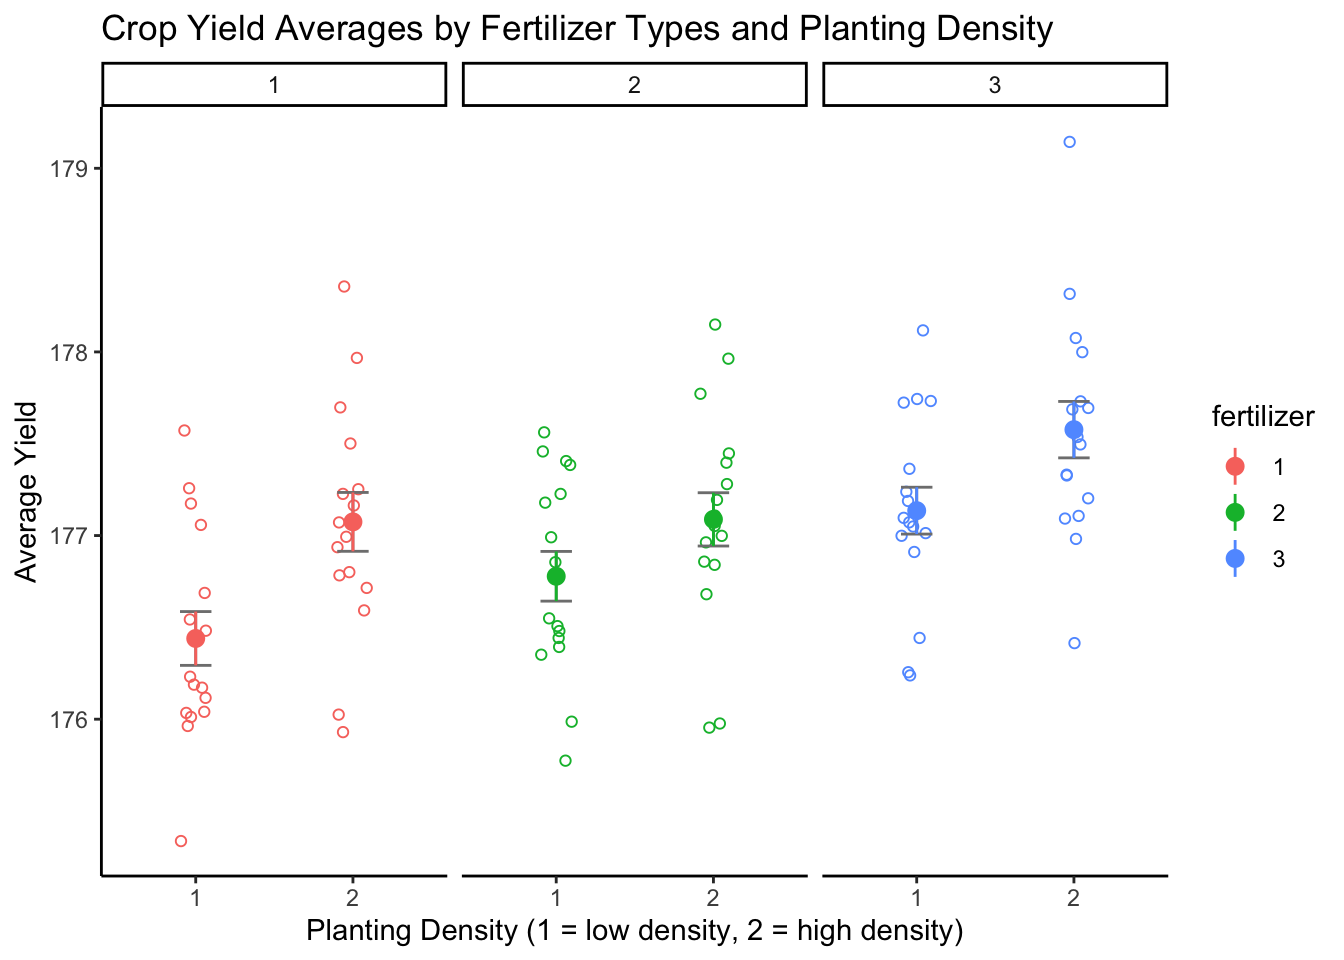 Crop Yield Averages by Fertilizer Types and Planting Density
1 2 3
179
178
177
176
Average Yield
1 2 1 2 1 2
Planting Density (1 = low density, 2 = high density)
fertilizer
1
2
3